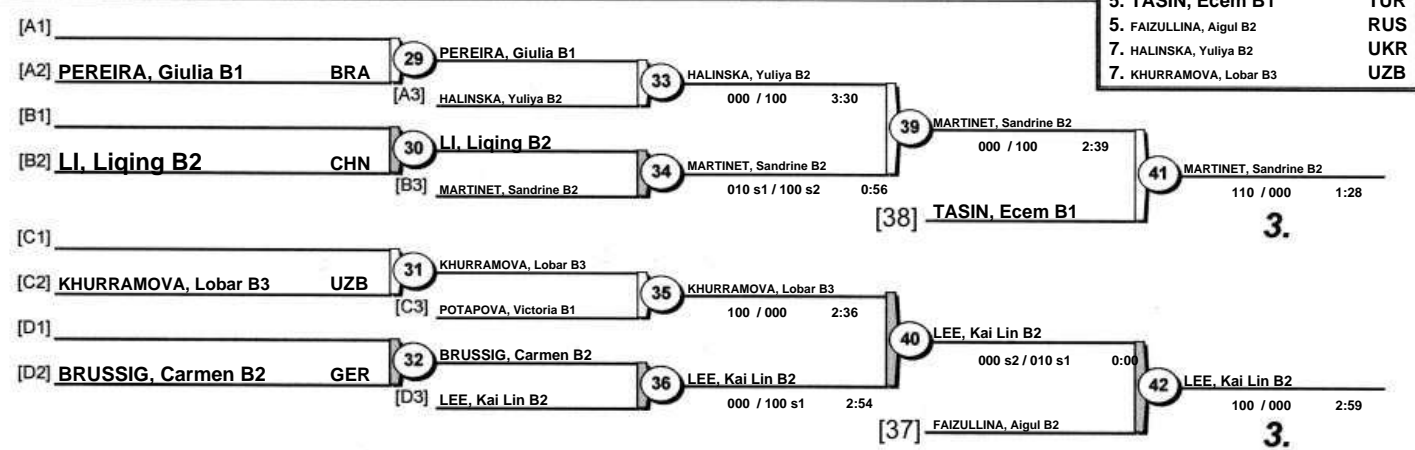 5. TASIN, Ecem B1 TUR
5. FAIZULLINA, Aigul B2 RUS
7. HALINSKA, Yuliya B2 UKR
7. KHURRAMOVA, Lobar B3 UZB
[A1]
29 PEREIRA, Giulia B1
[A2] PEREIRA, Giulia B1 BRA
33 HALINSKA, Yuliya B2
[A3] HALINSKA, Yuliya B2
000 / 100 3:30
[B1]
39 MARTINET, Sandrine B2
30 LI, Liqing B2
000 / 100 2:39
[B2] LI, Liqing B2 CHN
34 MARTINET, Sandrine B2
41 MARTINET, Sandrine B2
[B3] MARTINET, Sandrine B2
010 s1 / 100 s2 0:56
110 / 000 1:28
[38] TASIN, Ecem B1
3.
[C1]
31 KHURRAMOVA, Lobar B3
[C2] KHURRAMOVA, Lobar B3 UZB
35 KHURRAMOVA, Lobar B3
[C3] POTAPOVA, Victoria B1
100 / 000 2:36
[D1]
40 LEE, Kai Lin B2
32 BRUSSIG, Carmen B2
000 s2 / 010 s1 0:00
[D2] BRUSSIG, Carmen B2 GER
36 LEE, Kai Lin B2
42 LEE, Kai Lin B2
[D3] LEE, Kai Lin B2
000 / 100 s1 2:54
100 / 000 2:59
[37] FAIZULLINA, Aigul B2
3.